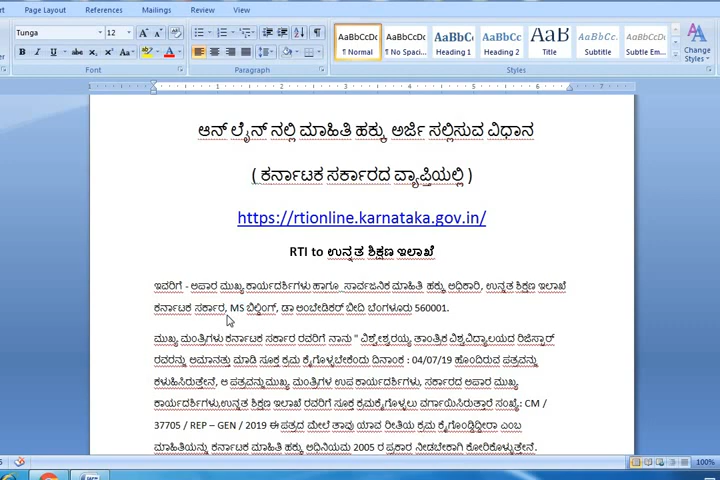 Page Layout References Mailings Review View
Tunga 12
Font Paragraph Styles
AaBbCcDc AaBbCcDc AaBbC AaBbCc AaB AaBbCc. AaBbCcDc
¶ Normal ¶ No Spaci... Heading 1 Heading 2 Title Subtitle Subtle Em... Change Styles
ಆನ್ ಲೈನ್ ನಲ್ಲಿ ಮಾಹಿತಿ ಹಕ್ಕು ಅರ್ಜಿ ಸಲ್ಲಿಸುವ ವಿಧಾನ
( ಕರ್ನಾಟಕ ಸರ್ಕಾರದ ವ್ಯಾಪ್ತಿಯಲ್ಲಿ )
https://rtionline.karnataka.gov.in/
RTI to ಉನ್ನತ ಶಿಕ್ಷಣ ಇಲಾಖೆ
ಇವರಿಗೆ - ಅಪಾರ ಮುಖ್ಯ ಕಾರ್ಯದರ್ಶಿಗಳು ಹಾಗೂ ಸಾರ್ವಜನಿಕ ಮಾಹಿತಿ ಹಕ್ಕು ಅಧಿಕಾರಿ, ಉನ್ನತ ಶಿಕ್ಷಣ ಇಲಾಖೆ
ಕರ್ನಾಟಕ ಸರ್ಕಾರ, MS ಬಿಲ್ಡಿಂಗ್, ಡಾ ಅಂಬೇಡಿಕರ್ ಬೀದಿ ಬೆಂಗಳೂರು 560001.
ಮುಖ್ಯ ಮಂತ್ರಿಗಳು ಕರ್ನಾಟಕ ಸರ್ಕಾರ ರವರಿಗೆ ನಾನು " ವಿಶ್ವೇಶ್ವರಯ್ಯ ತಾಂತ್ರಿಕ ವಿಶ್ವವಿದ್ಯಾಲಯದ ರಿಜಿಸ್ಟ್ರಾರ್
ರವರನ್ನು ಅಮಾನತ್ತು ಮಾಡಿ ಸೂಕ್ತ ಕ್ರಮ ಕೈಗೊಳ್ಳಬೇಕೆಂದು ದಿನಾಂಕ : 04/07/19 ಹೊಂದಿರುವ ಪತ್ರವನ್ನು
ಕಳುಹಿಸಿರುತ್ತೇನೆ, ಆ ಪತ್ರವನ್ನು ಮುಖ್ಯ ಮಂತ್ರಿಗಳ ಉಪ ಕಾರ್ಯದರ್ಶಿಗಳು, ಸರ್ಕಾರದ ಅಪಾರ ಮುಖ್ಯ
ಕಾರ್ಯದರ್ಶಿಗಳು,ಉನ್ನತ ಶಿಕ್ಷಣ ಇಲಾಖೆ ರವರಿಗೆ ಸೂಕ್ತ ಕ್ರಮಕೈಗೊಳ್ಳಲು ವರ್ಗಾಯಿಸಿರುತ್ತಾರೆ ಸಂಖ್ಯೆ: CM /
37705 / REP – GEN / 2019 ಈ ಪತ್ರದ ಮೇಲೆ ತಾವು ಯಾವ ರೀತಿಯ ಕ್ರಮ ಕೈಗೊಂಡ್ಡಿದ್ದೀರಾ ಎಂಬ
ಮಾಹಿತಿಯನ್ನು ಕರ್ನಾಟಕ ಮಾಹಿತಿ ಹಕ್ಕು ಅಧಿನಿಯಮ 2005 ರ ಪ್ರಕಾರ ನೀಡಬೇಕಾಗಿ ಕೋರಿಕೊಳ್ಳುತ್ತೇನೆ.
100%